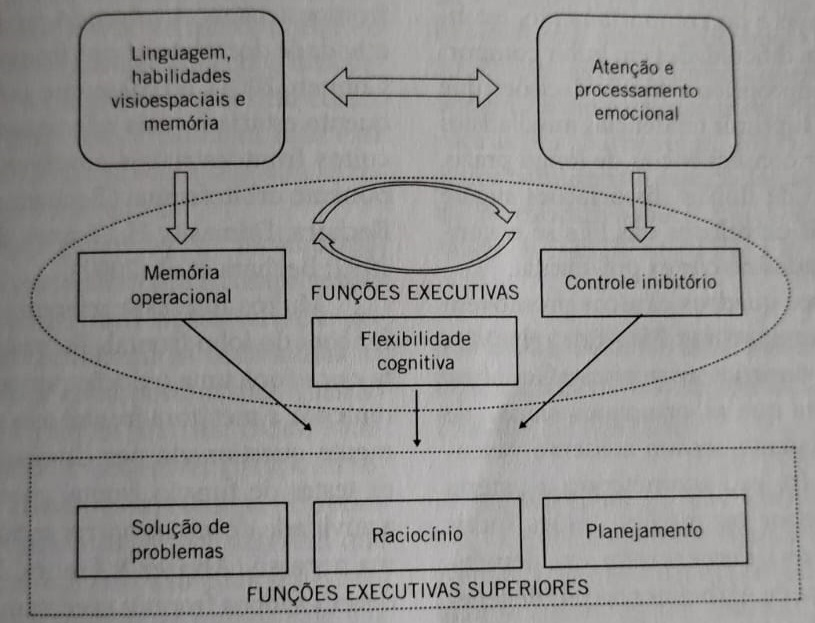 Linguagem,
habilidades
visioespaciais e
memória
Atenção e
processamento
emocional
Memória
operacional
FUNÇÕES EXECUTIVAS
Controle inibitório
Flexibilidade
cognitiva
Solução de
problemas
Raciocínio
Planejamento
FUNÇÕES EXECUTIVAS SUPERIORES